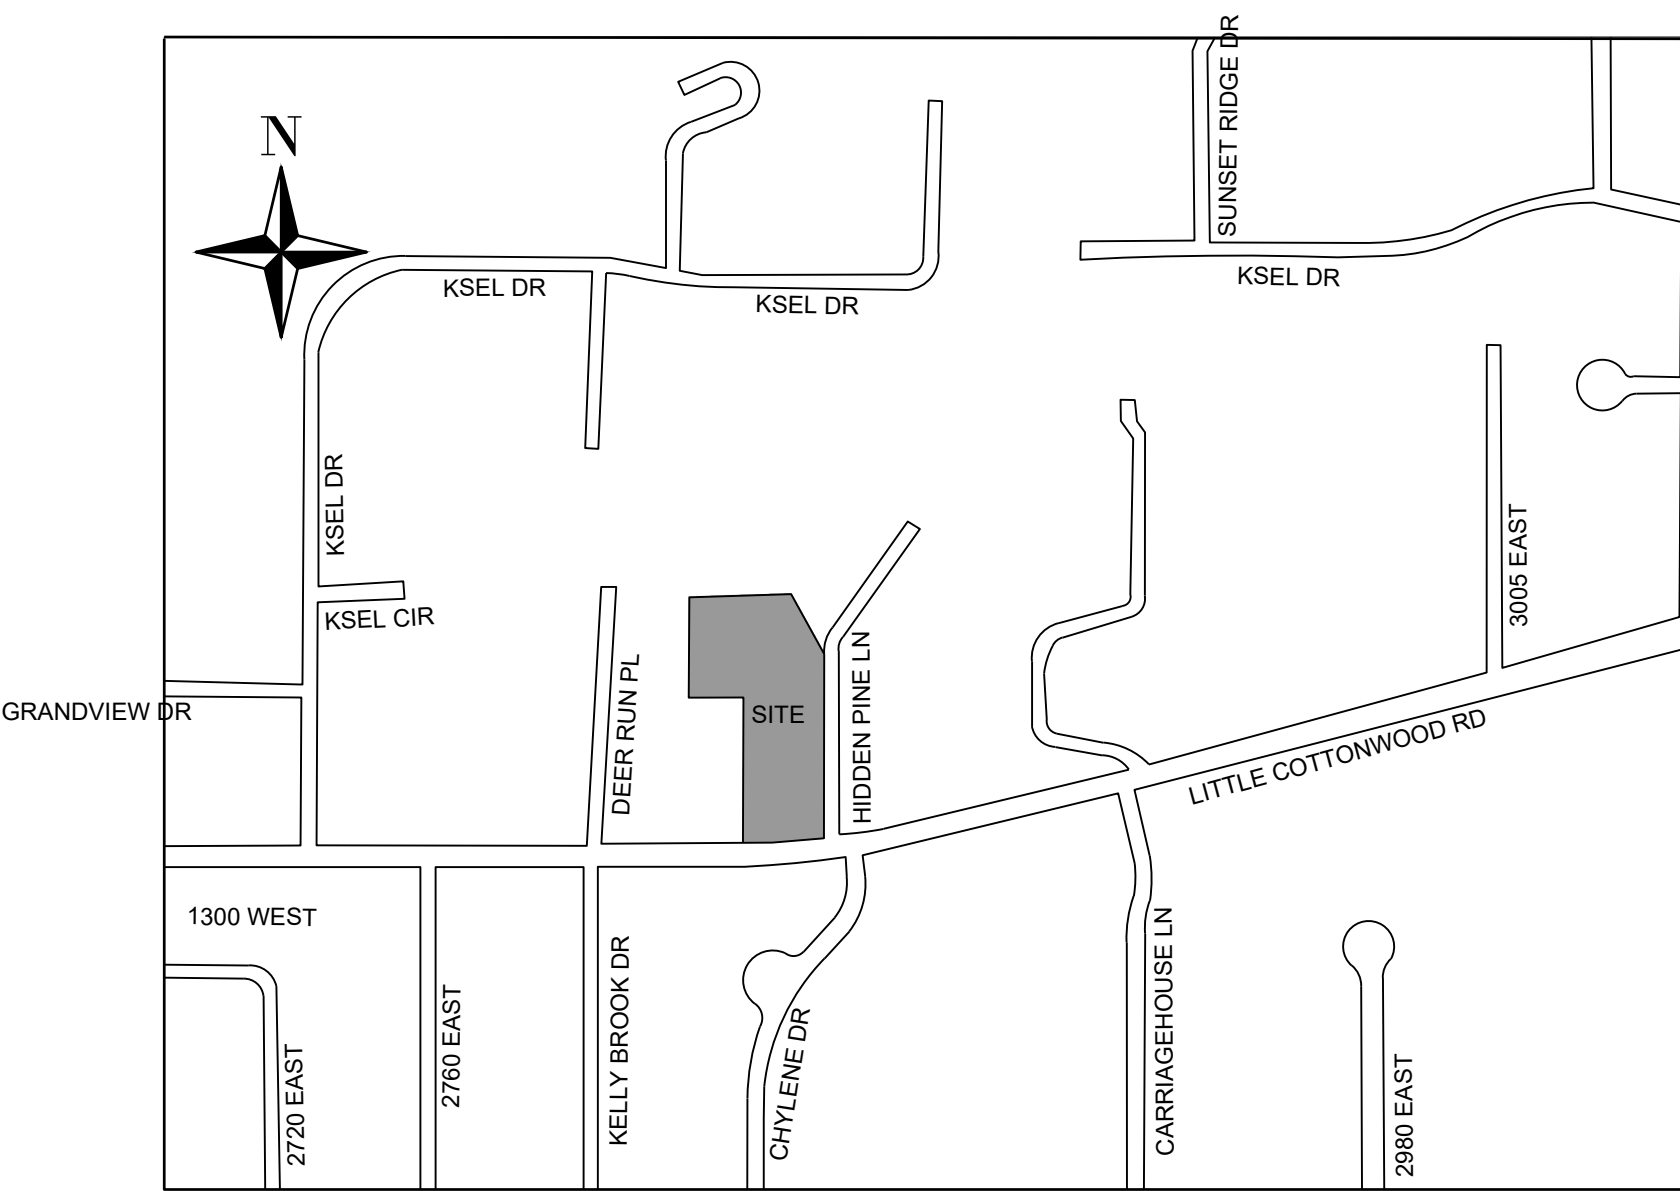 SUNSET RIDGE DR
N
KSEL DR
KSEL DR
KSEL DR
KSEL DR
3005 EAST
KSEL CIR
GRANDVIEW DR
DEER RUN PL
SITE
HIDDEN PINE LN
LITTLE COTTONWOOD RD
1300 WEST
2720 EAST
2760 EAST
KELLY BROOK DR
CHYLENE DR
CARRIAGEHOUSE LN
2980 EAST